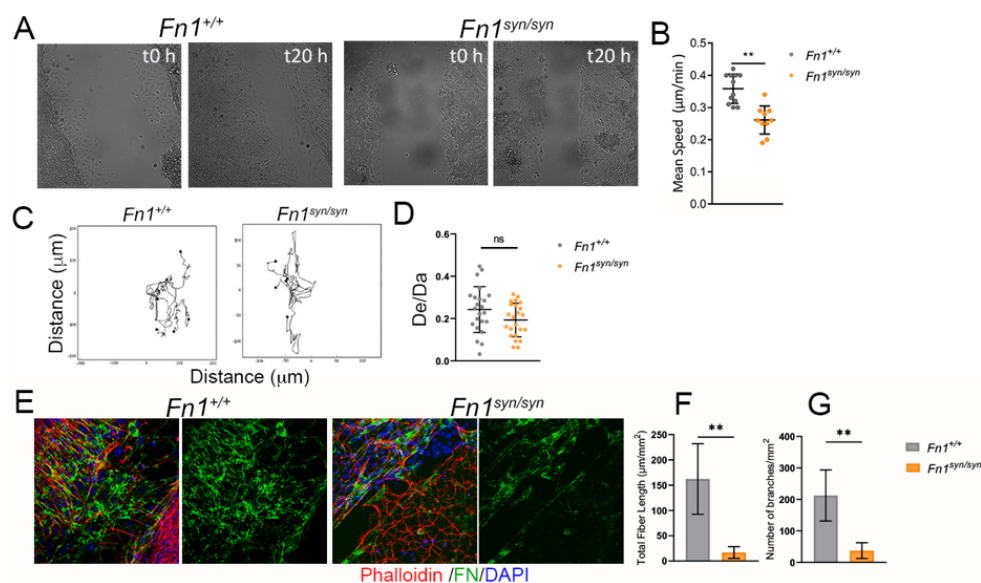 A
Fn1+/+
Fn1syn/syn
t0 h
t20 h
t0 h
t20 h
B
Mean Speed (μm/min)
0.5
0.4
0.3
0.2
0.1
0.0
**
Fn1+/+
Fn1syn/syn
C
Fn1+/+
Fn1syn/syn
Distance (μm)
Distance (μm)
D
De/Da
0.6
0.4
0.2
0.0
ns
Fn1+/+
Fn1syn/syn
E
Fn1+/+
Fn1syn/syn
Phalloidin /FN/DAPI
F
Total Fiber Length (μm/mm2)
250
200
150
100
50
0
**
G
Number of branches/mm2
400
300
200
100
0
**
Fn1+/+
Fn1syn/syn